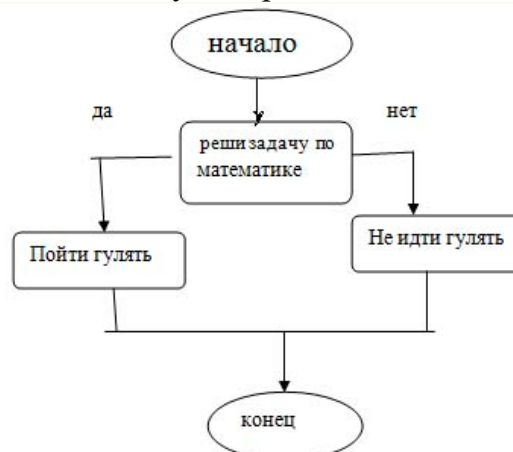 начало
да
нет
реши задачу по
математике
Пойти гулять
Не идти гулять
конец